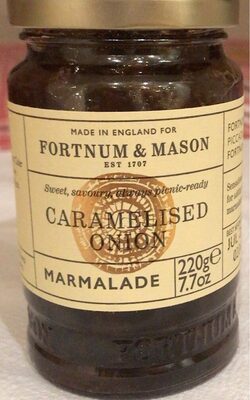 MADE IN ENGLAND FOR
FORTNUM & MASON
EST 1707
Sweet, savoury, always picnic-ready
CARAMELISED
ONION
MARMALADE
220g℮
7.7oz